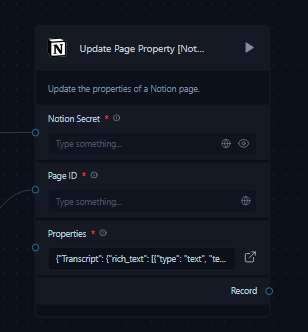 N
Update Page Property [Not...
Update the properties of a Notion page.
Notion Secret *
Type something...
Page ID *
Type something...
Properties *
{"Transcript": {"rich_text": [{"type": "text", "te...
Record